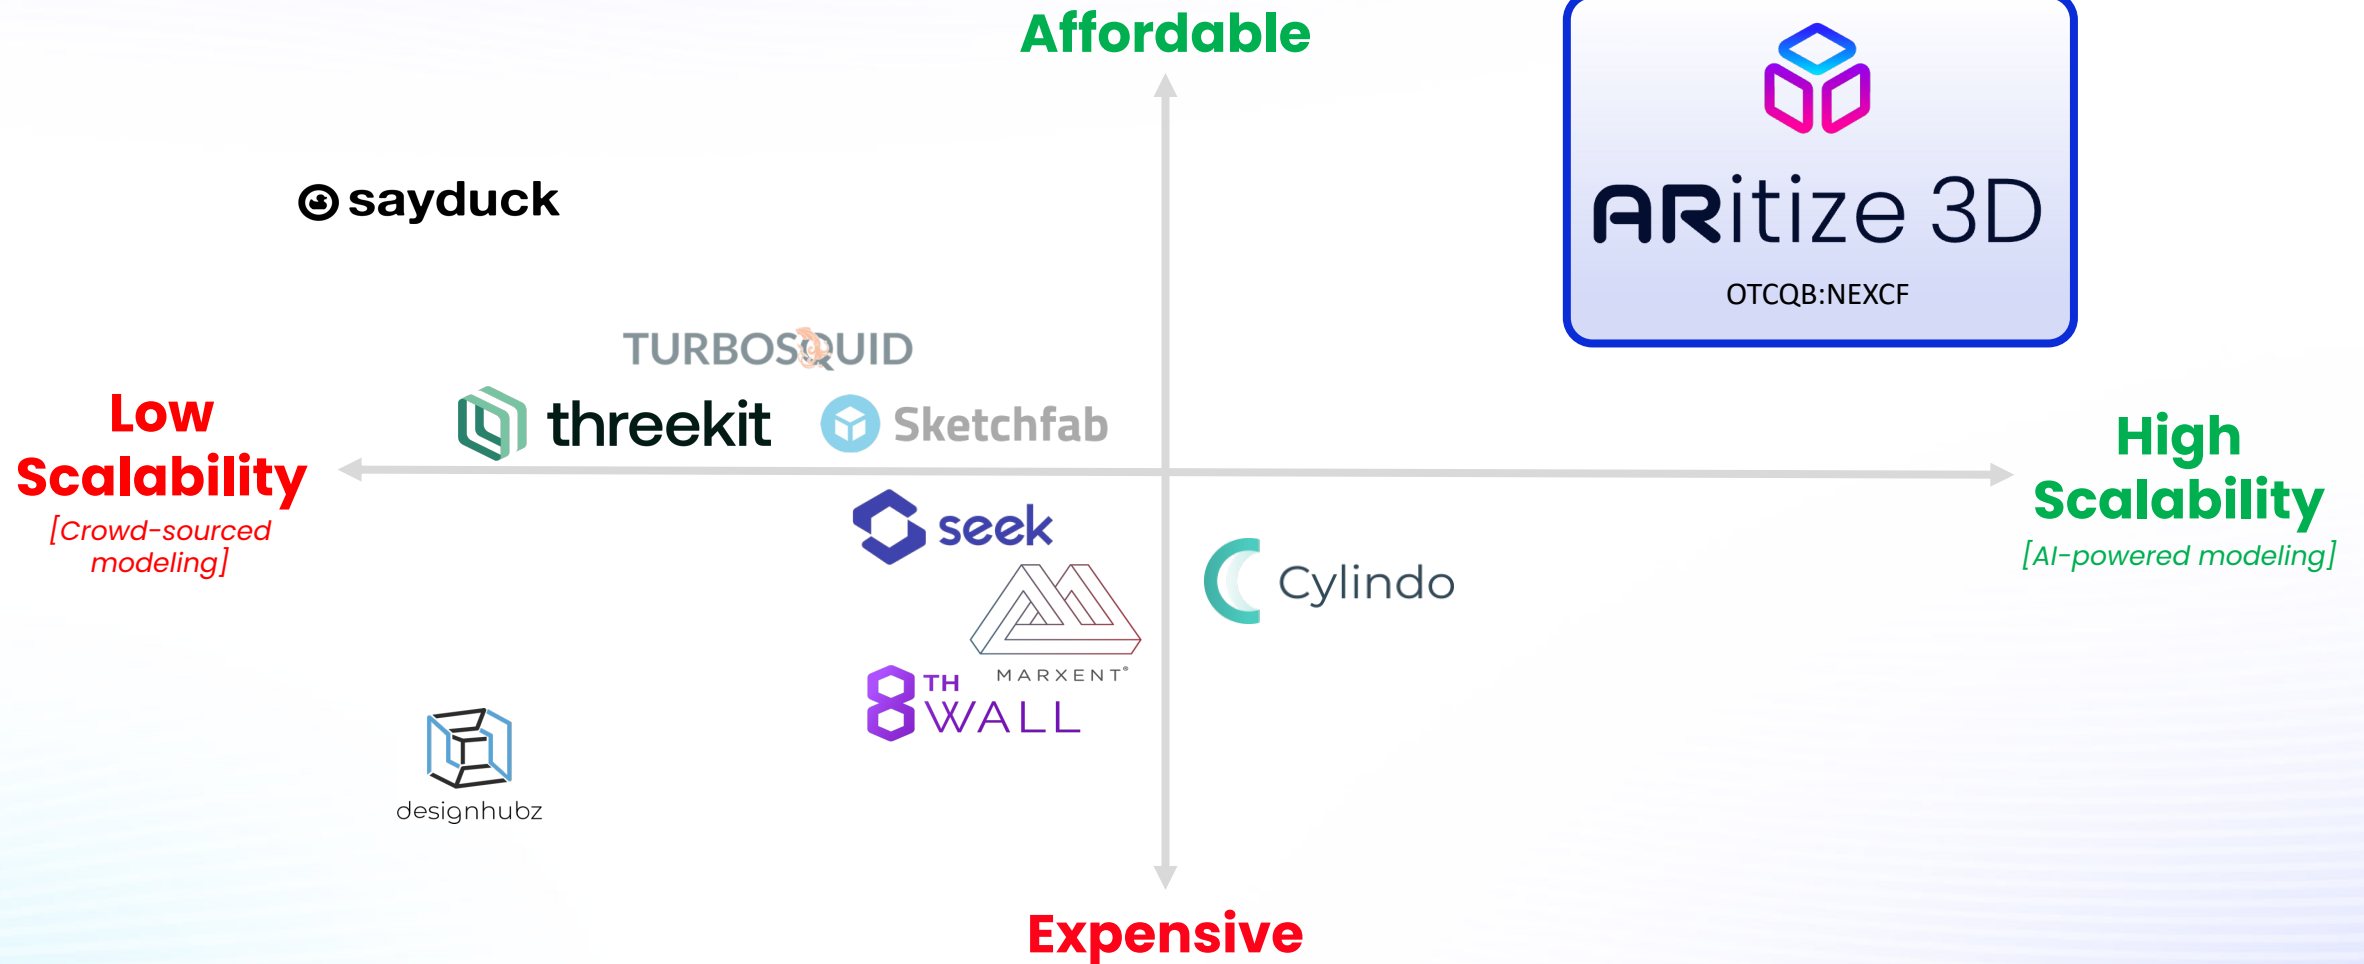 Affordable
ARitize 3D
OTCQB:NEXCF
sayduck
TURBOSQUID
threekit
Sketchfab
Low
Scalability
[Crowd-sourced
modeling]
High
Scalability
[AI-powered modeling]
seek
Cylindo
MARXENT®
8TH
WALL
designhubz
Expensive